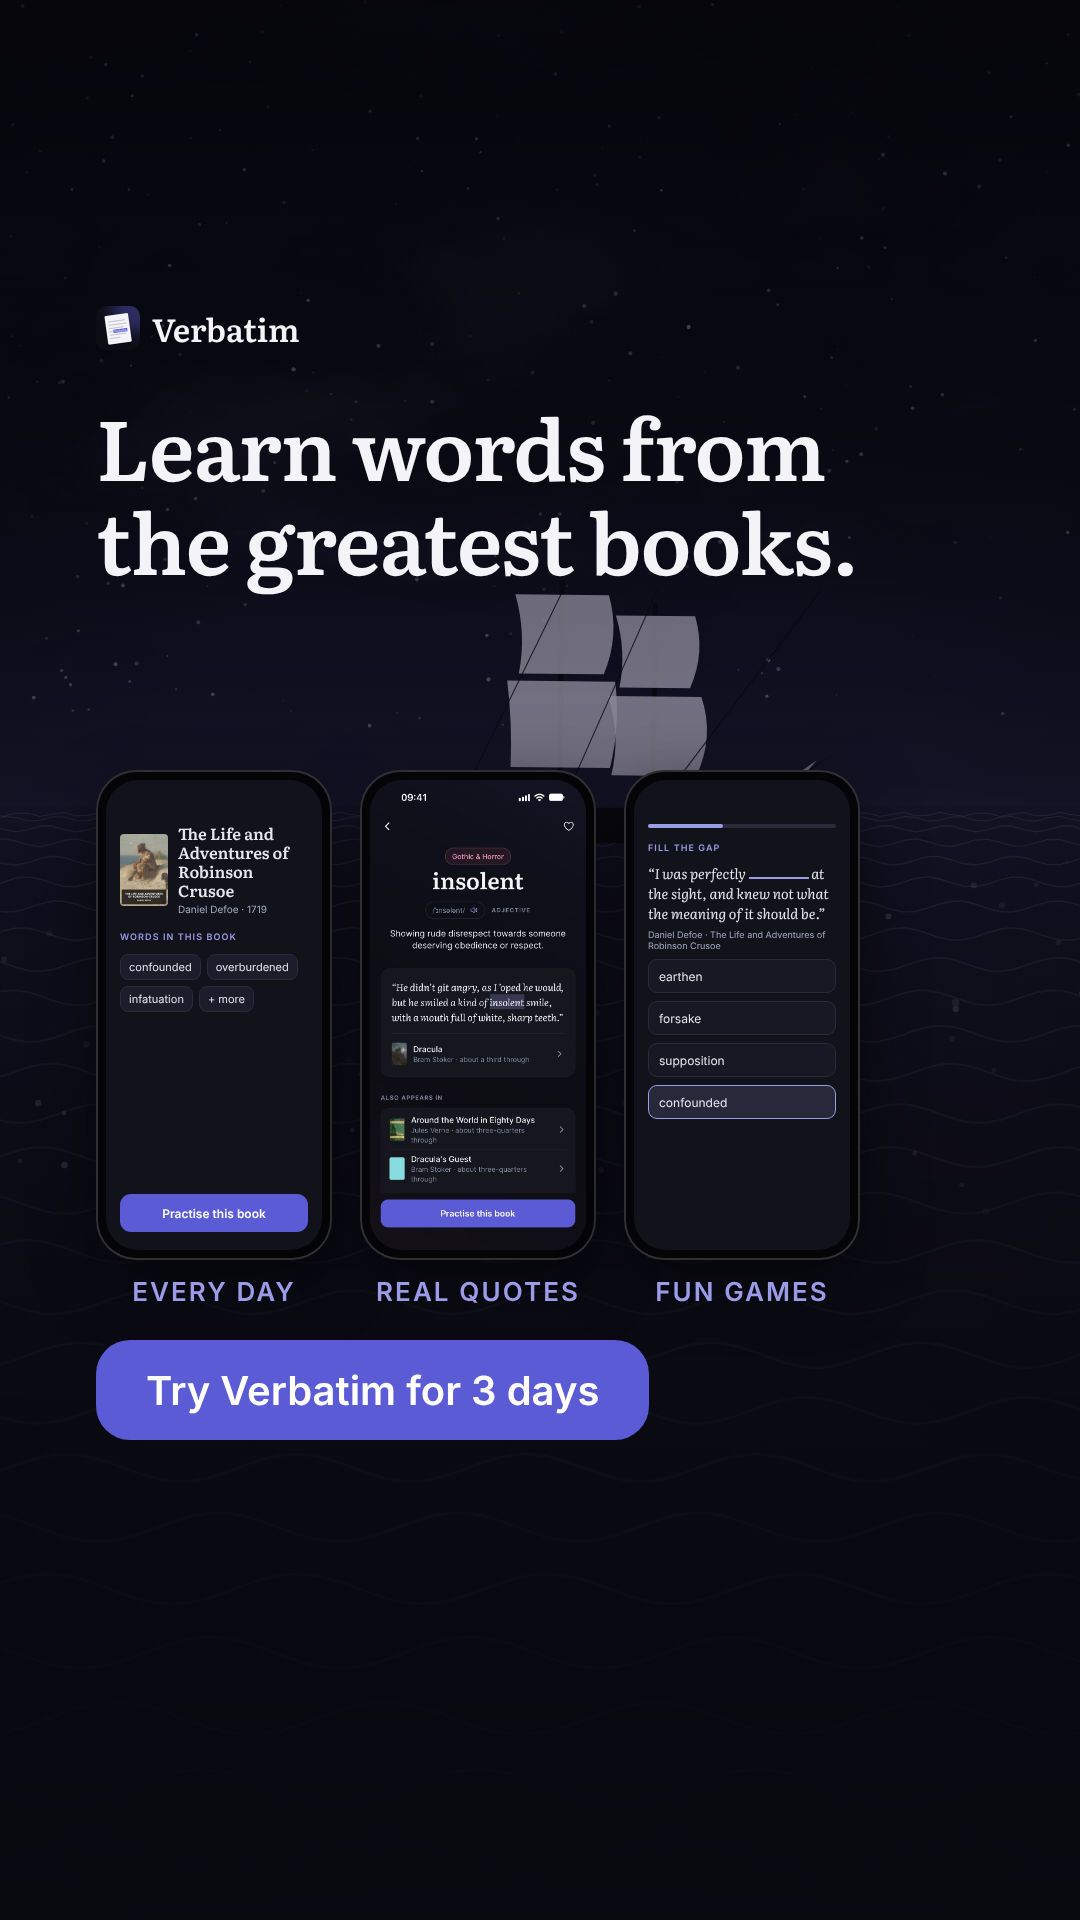 Verbatim
Learn words from
the greatest books.
The Life and
Adventures of
Robinson
Crusoe
Daniel Defoe · 1719
WORDS IN THIS BOOK
confounded
overburdened
infatuation
+ more
Practise this book
EVERY DAY
09:41
Gothic & Horror
insolent
/ˈɪnsələnt/
ADJECTIVE
Showing rude disrespect towards someone
deserving obedience or respect.
“He didn’t git angry, as I ’oped he would,
but he smiled a kind of insolent smile,
with a mouth full of white, sharp teeth.”
Dracula
Bram Stoker · about a third through
ALSO APPEARS IN
Around the World in Eighty Days
Jules Verne · about three-quarters
through
Dracula’s Guest
Bram Stoker · about three-quarters
through
Practise this book
REAL QUOTES
FILL THE GAP
“I was perfectly ________ at
the sight, and knew not what
the meaning of it should be.”
Daniel Defoe · The Life and Adventures of
Robinson Crusoe
earthen
forsake
supposition
confounded
FUN GAMES
Try Verbatim for 3 days